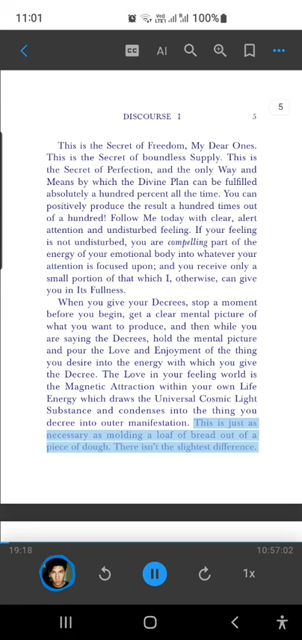 11:01
Vo) LTE1
100%
CC
AI
5
DISCOURSE I
5
This is the Secret of Freedom, My Dear Ones.
This is the Secret of boundless Supply. This is
the Secret of Perfection, and the only Way and
Means by which the Divine Plan can be fulfilled
absolutely a hundred percent all the time. You can
positively produce the result a hundred times out
of a hundred! Follow Me today with clear, alert
attention and undisturbed feeling. If your feeling
is not undisturbed, you are compelling part of the
energy of your emotional body into whatever your
attention is focused upon; and you receive only a
small portion of that which I, otherwise, can give
you in Its Fullness.
When you give your Decrees, stop a moment
before you begin, get a clear mental picture of
what you want to produce, and then while you
are saying the Decrees, hold the mental picture
and pour the Love and Enjoyment of the thing
you desire into the energy with which you give
the Decree. The Love in your feeling world is
the Magnetic Attraction within your own Life
Energy which draws the Universal Cosmic Light
Substance and condenses into the thing you
decree into outer manifestation. This is just as
necessary as molding a loaf of bread out of a
piece of dough. There isn't the slightest difference.
19:18
10:57:02
1x